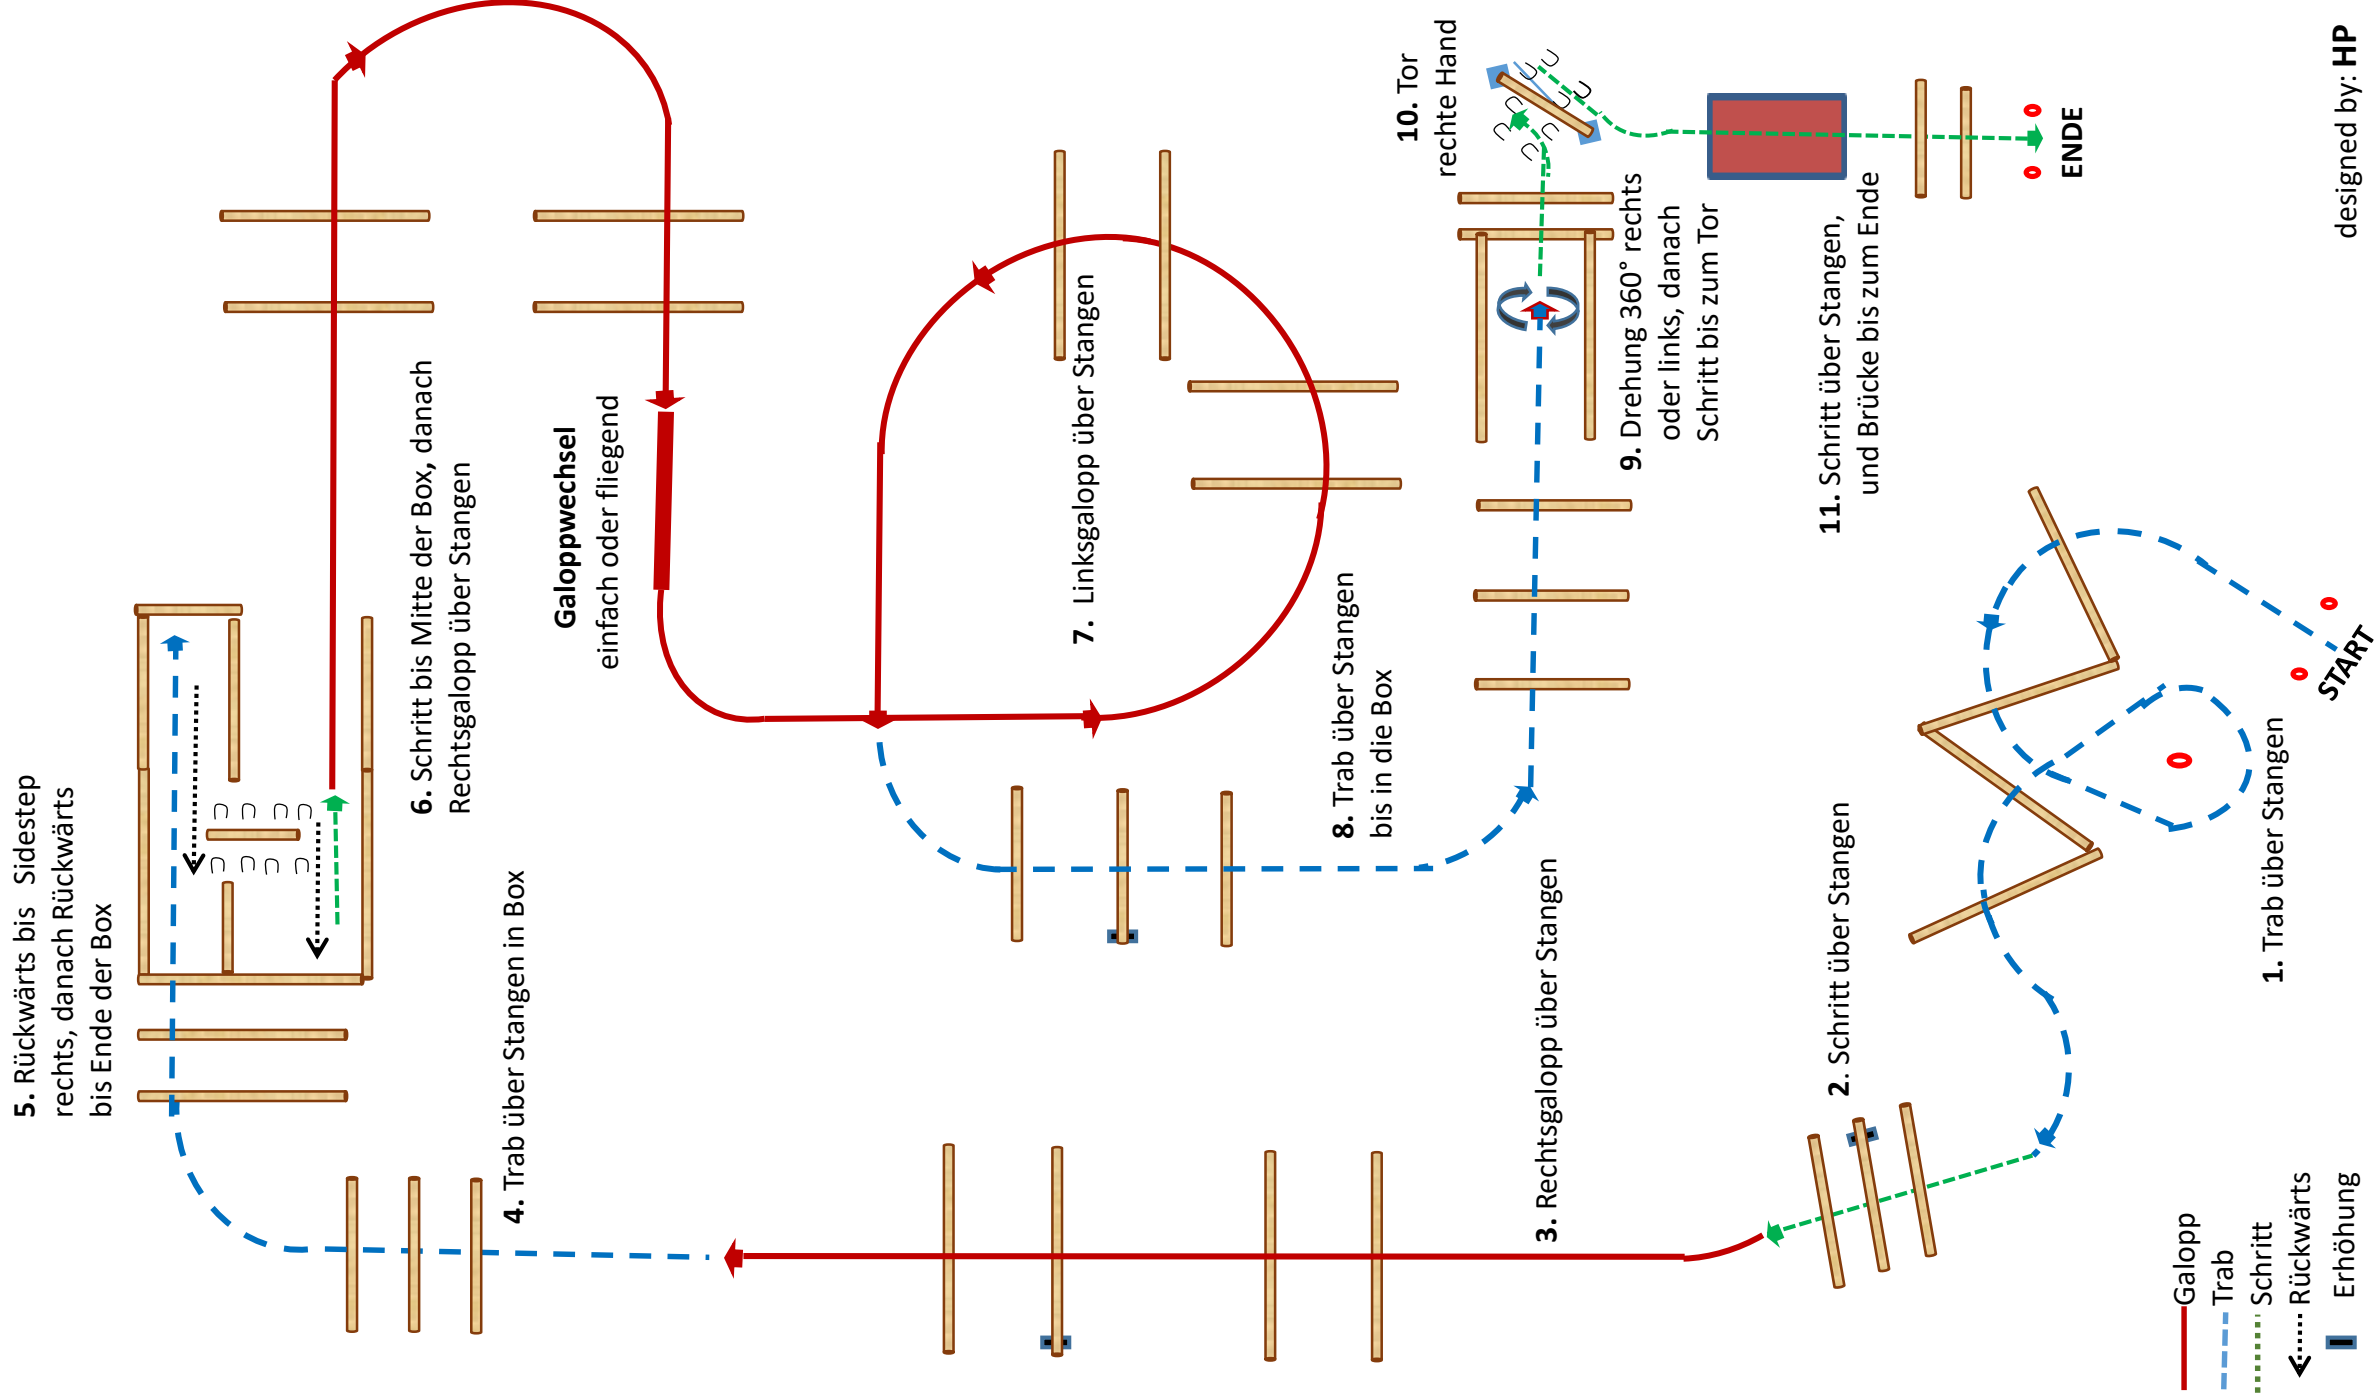 1. Trab über Stangen
2. Schritt über Stangen
3. Rechtsgalopp über Stangen
4. Trab über Stangen in Box
5. Rückwärts bis Sidestep
rechts, danach Rückwärts
bis Ende der Box
6. Schritt bis Mitte der Box, danach
Rechtsgalopp über Stangen
Galoppwechsel
einfach oder fliegend
7. Linksgalopp über Stangen
8. Trab über Stangen
bis in die Box
9. Drehung 360° rechts
oder links, danach
Schritt bis zum Tor
10. Tor
rechte Hand
11. Schritt über Stangen,
und Brücke bis zum Ende
START
ENDE
Galopp
Trab
Schritt
Rückwärts
Erhöhung
designed by: HP